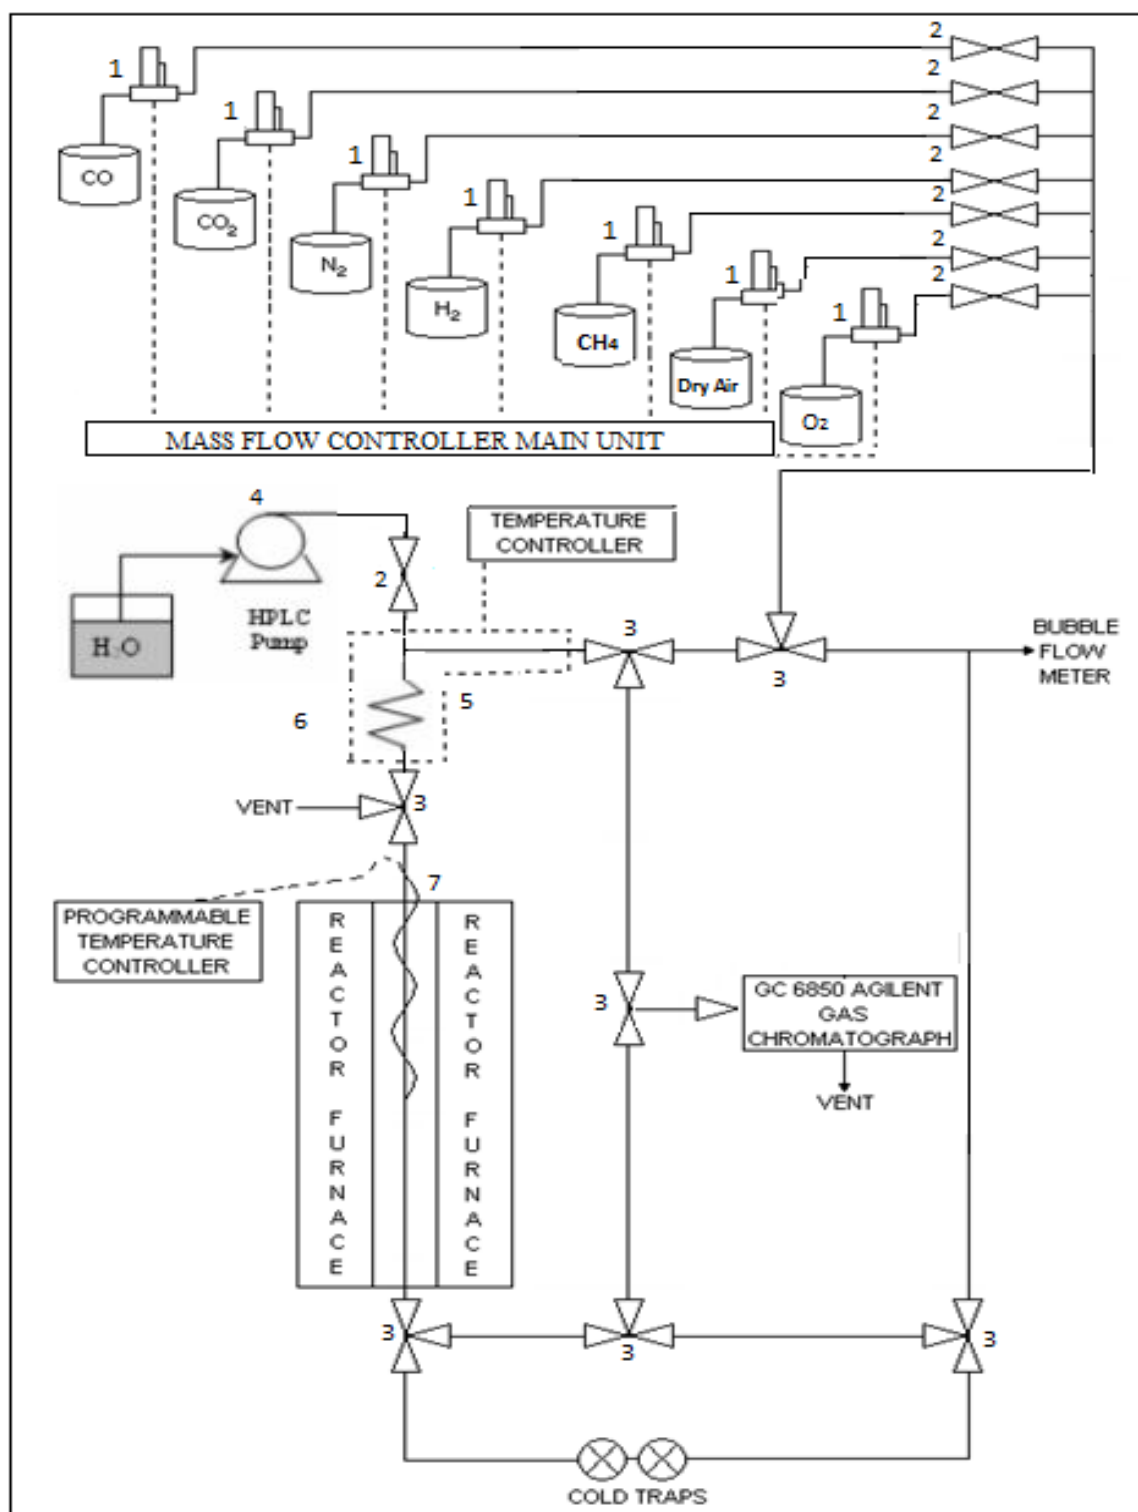 2
1
2
1
2
CO
1
2
CO2
1
2
N2
1
2
H2
1
2
CH4
1
Dry Air
O2
MASS FLOW CONTROLLER MAIN UNIT
4
TEMPERATURE
CONTROLLER
2
HPLC
Pump
H2O
3
3
BUBBLE
FLOW
METER
5
6
VENT
3
7
PROGRAMMABLE
TEMPERATURE
CONTROLLER
REACTOR FURNACE
REACTOR FURNACE
3
GC 6850 AGILENT
GAS
CHROMATOGRAPH
VENT
3
3
3
COLD TRAPS